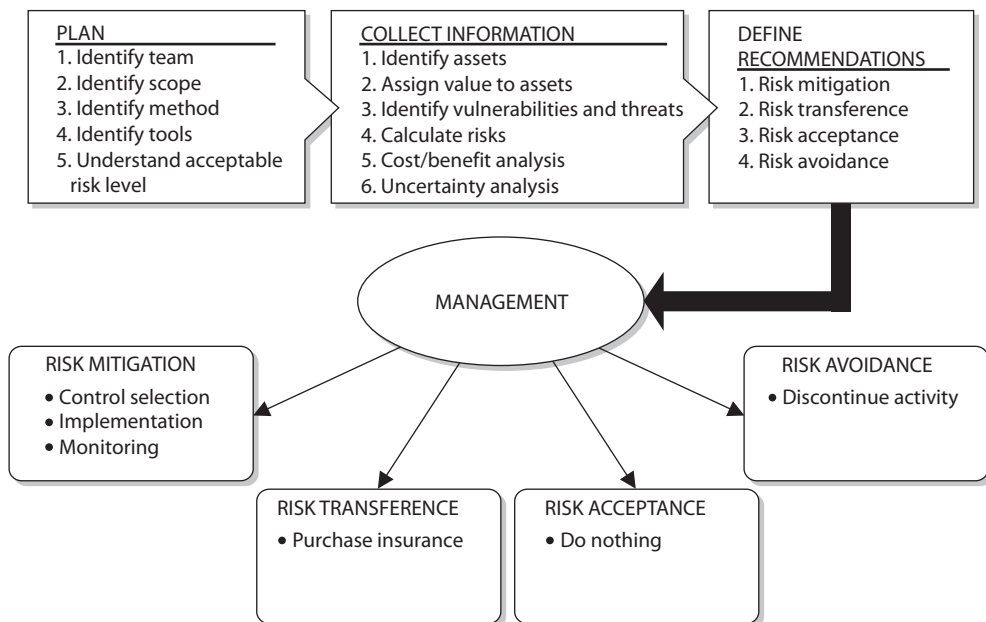 PLAN
1. Identify team
2. Identify scope
3. Identify method
4. Identify tools
5. Understand acceptable
risk level
COLLECT INFORMATION
1. Identify assets
2. Assign value to assets
3. Identify vulnerabilities and threats
4. Calculate risks
5. Cost/benefit analysis
6. Uncertainty analysis
DEFINE
RECOMMENDATIONS
1. Risk mitigation
2. Risk transference
3. Risk acceptance
4. Risk avoidance
MANAGEMENT
RISK MITIGATION
• Control selection
• Implementation
• Monitoring
RISK TRANSFERENCE
• Purchase insurance
RISK ACCEPTANCE
• Do nothing
RISK AVOIDANCE
• Discontinue activity